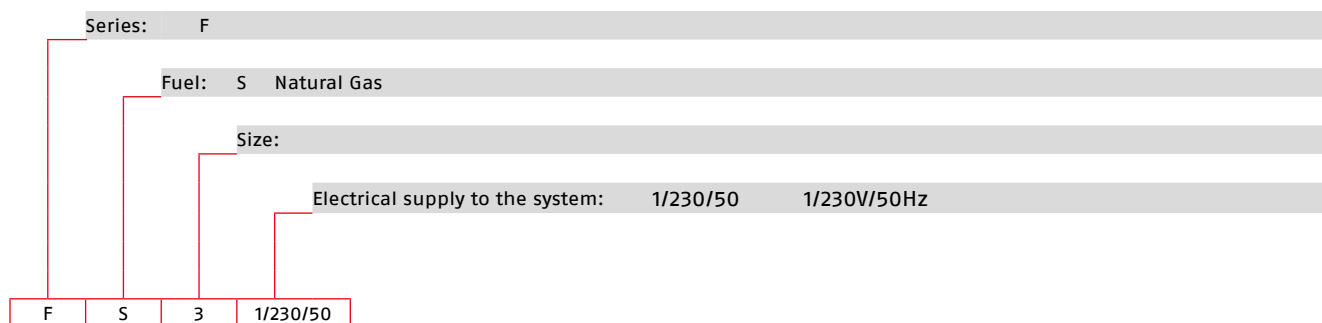 Series: F
Fuel: S Natural Gas
Size:
Electrical supply to the system: 1/230/50 1/230V/50Hz
F S 3 1/230/50